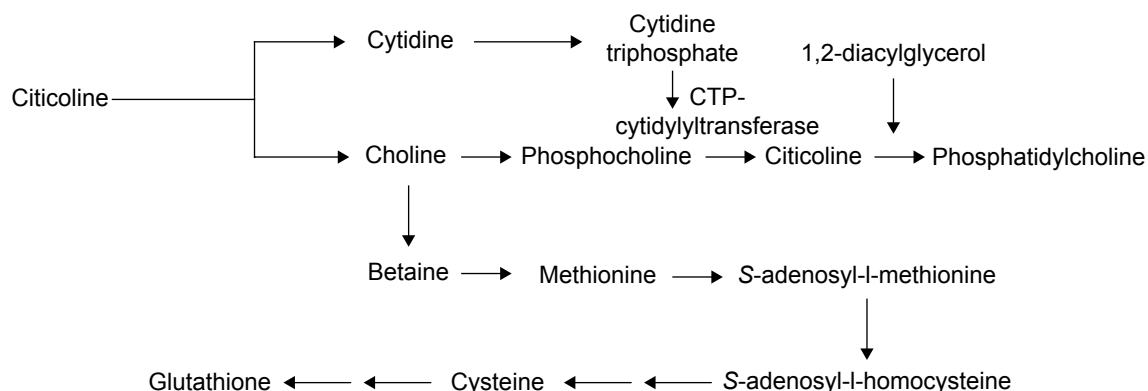 Cytidine
Cytidine
triphosphate
1,2-diacylglycerol
Citicoline
CTP-
cytidylyltransferase
Choline
Phosphocholine
Citicoline
Phosphatidylcholine
Betaine
Methionine
S-adenosyl-l-methionine
Glutathione
Cysteine
S-adenosyl-l-homocysteine